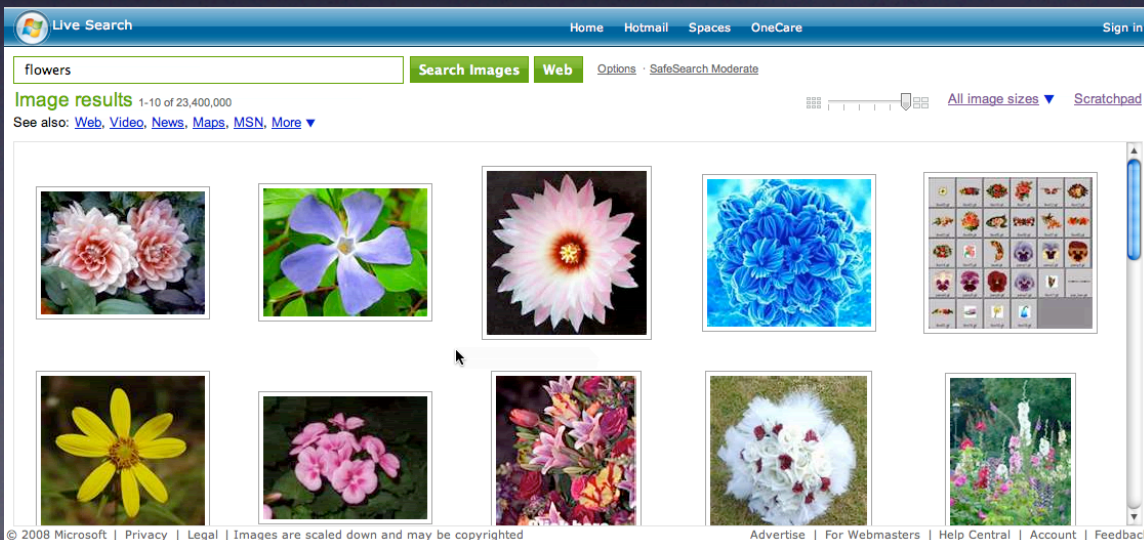 Live Search Home Hotmail Spaces OneCare Sign in
flowers Search Images Web Options · SafeSearch Moderate
Image results 1-10 of 23,400,000 All image sizes ▼ Scratchpad
See also: Web, Video, News, Maps, MSN, More ▼
© 2008 Microsoft | Privacy | Legal | Images are scaled down and may be copyrighted Advertise | For Webmasters | Help Central | Account | Feedbac